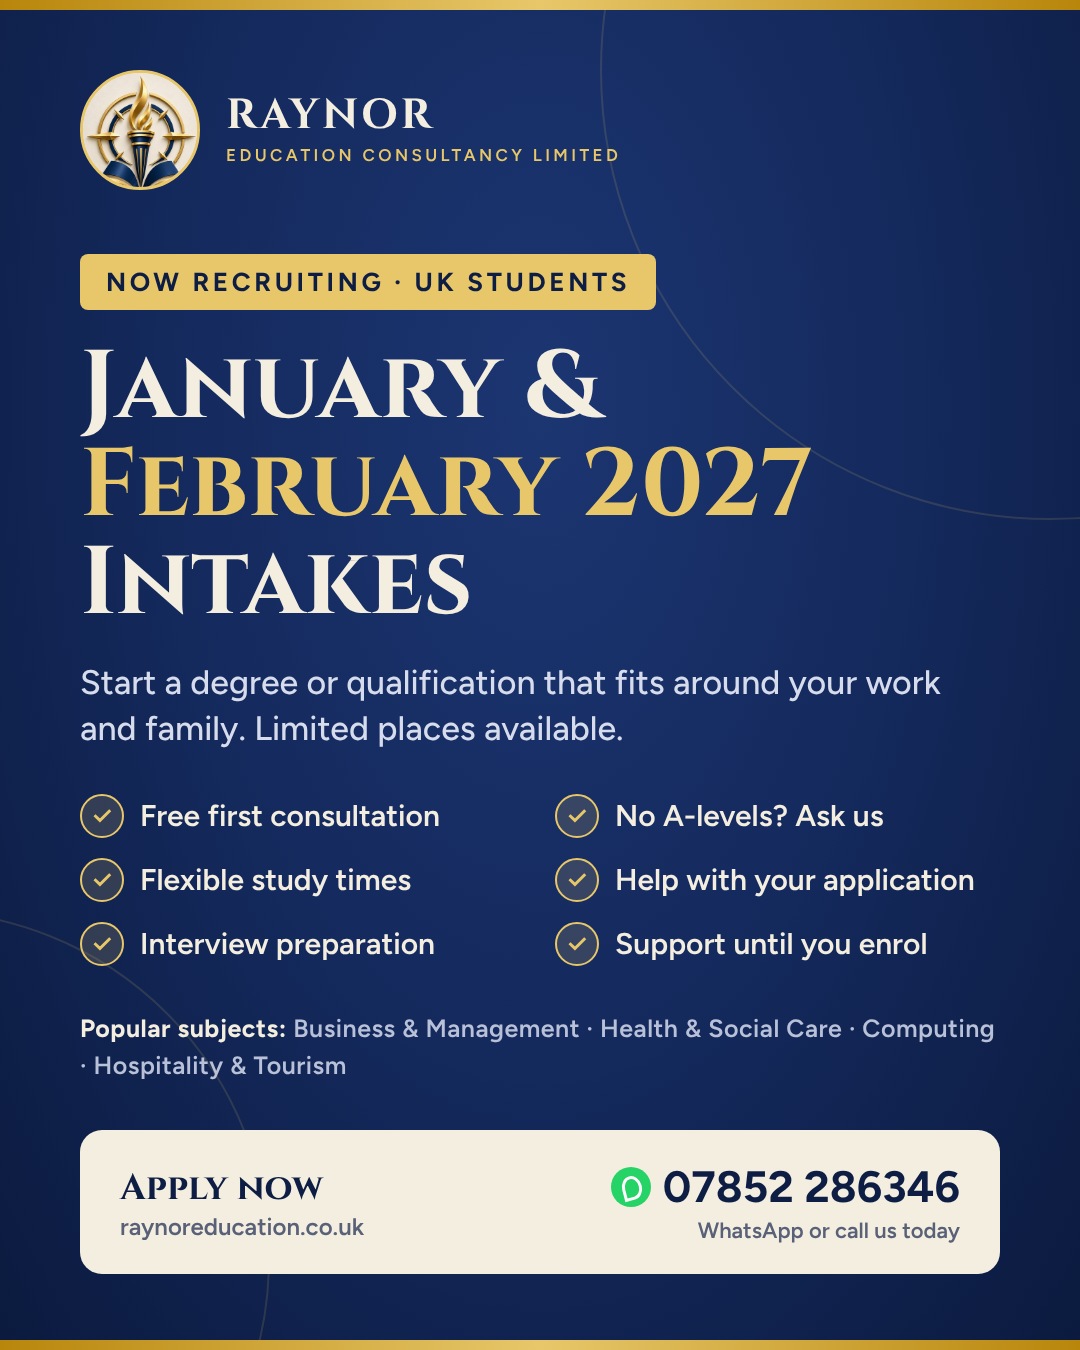 RAYNOR
EDUCATION CONSULTANCY LIMITED
NOW RECRUITING · UK STUDENTS
January &
February 2027
Intakes
Start a degree or qualification that fits around your work
and family. Limited places available.
Free first consultation
No A-levels? Ask us
Flexible study times
Help with your application
Interview preparation
Support until you enrol
Popular subjects: Business & Management · Health & Social Care · Computing
· Hospitality & Tourism
Apply now
raynoreducation.co.uk
07852 286346
WhatsApp or call us today